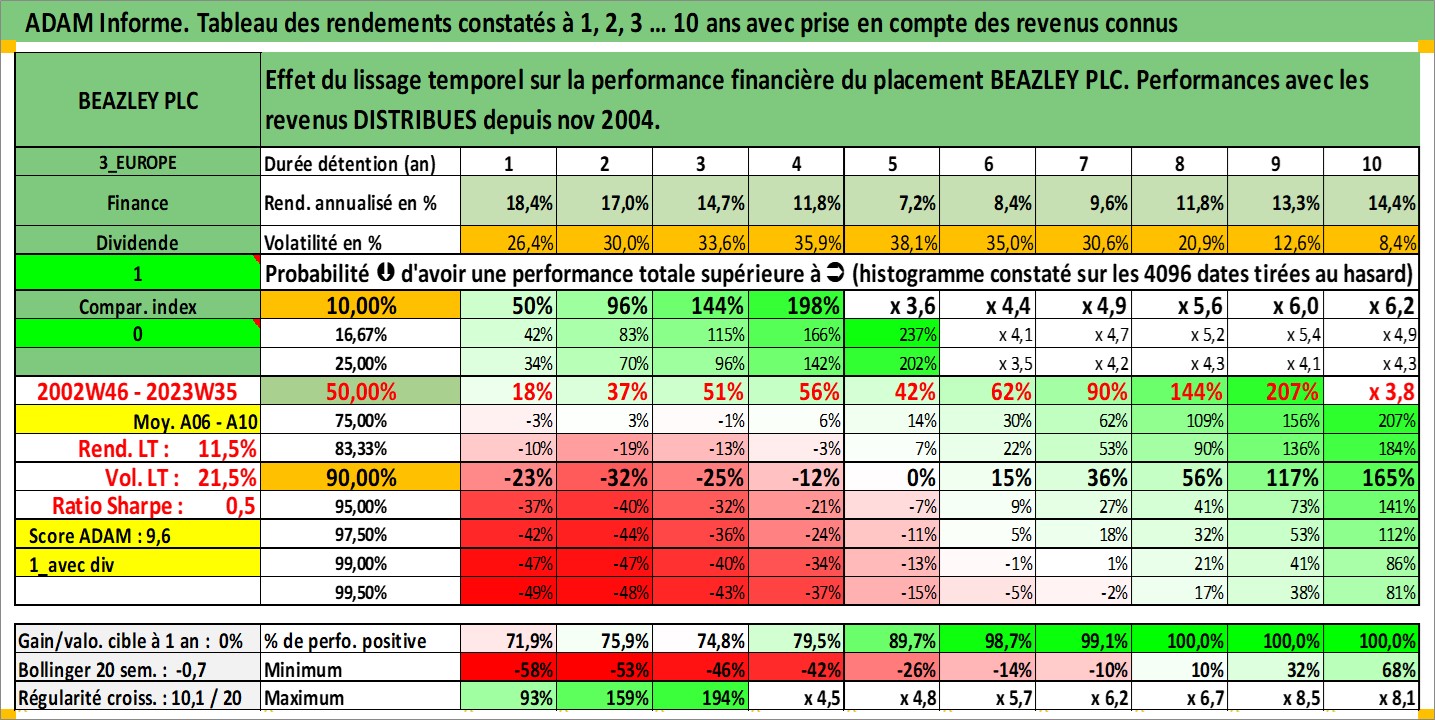 ADAM Informe. Tableau des rendements constatés à 1, 2, 3 ... 10 ans avec prise en compte des revenus connus
BEAZLEY PLC
Effet du lissage temporel sur la performance financière du placement BEAZLEY PLC. Performances avec les
revenus DISTRIBUES depuis nov 2004.
3_EUROPE Durée détention (an) 1 2 3 4 5 6 7 8 9 10
Finance Rend. annualisé en % 18,4% 17,0% 14,7% 11,8% 7,2% 8,4% 9,6% 11,8% 13,3% 14,4%
Dividende Volatilité en % 26,4% 30,0% 33,6% 35,9% 38,1% 35,0% 30,6% 20,9% 12,6% 8,4%
1 Probabilité ⬇ d'avoir une performance totale supérieure à ➲ (histogramme constaté sur les 4096 dates tirées au hasard)
Compar. index 10,00% 50% 96% 144% 198% x 3,6 x 4,4 x 4,9 x 5,6 x 6,0 x 6,2
0 16,67% 42% 83% 115% 166% 237% x 4,1 x 4,7 x 5,2 x 5,4 x 4,9
25,00% 34% 70% 96% 142% 202% x 3,5 x 4,2 x 4,3 x 4,1 x 4,3
2002W46 - 2023W35 50,00% 18% 37% 51% 56% 42% 62% 90% 144% 207% x 3,8
Moy. A06 - A10 75,00% -3% 3% -1% 6% 14% 30% 62% 109% 156% 207%
Rend. LT : 11,5% 83,33% -10% -19% -13% -3% 7% 22% 53% 90% 136% 184%
Vol. LT : 21,5% 90,00% -23% -32% -25% -12% 0% 15% 36% 56% 117% 165%
Ratio Sharpe : 0,5 95,00% -37% -40% -32% -21% -7% 9% 27% 41% 73% 141%
Score ADAM : 9,6 97,50% -42% -44% -36% -24% -11% 5% 18% 32% 53% 112%
1_avec div 99,00% -47% -47% -40% -34% -13% -1% 1% 21% 41% 86%
99,50% -49% -48% -43% -37% -15% -5% -2% 17% 38% 81%
Gain/valo. cible à 1 an : 0% % de perfo. positive 71,9% 75,9% 74,8% 79,5% 89,7% 98,7% 99,1% 100,0% 100,0% 100,0%
Bollinger 20 sem. : -0,7 Minimum -58% -53% -46% -42% -26% -14% -10% 10% 32% 68%
Régularité croiss. : 10,1 / 20 Maximum 93% 159% 194% x 4,5 x 4,8 x 5,7 x 6,2 x 6,7 x 8,5 x 8,1